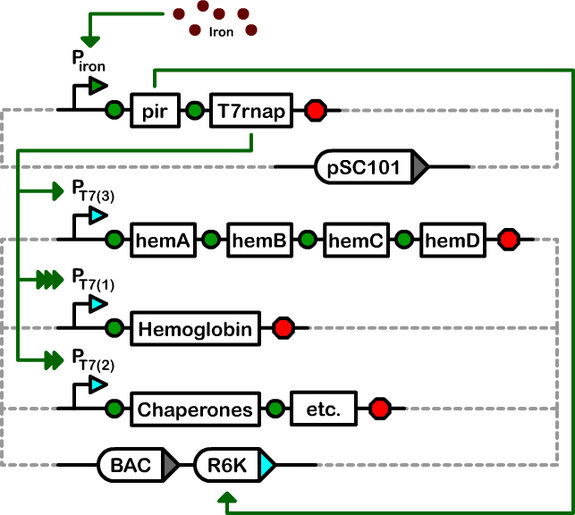 Iron
Piron
pir
T7rnap
pSC101
PT7(3)
hemA
hemB
hemC
hemD
PT7(1)
Hemoglobin
PT7(2)
Chaperones
etc.
BAC
R6K